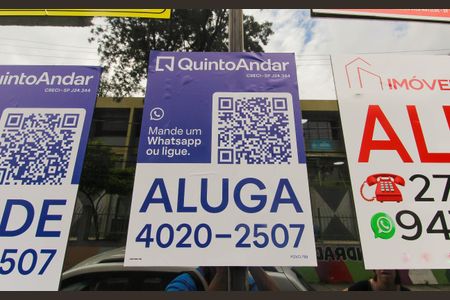 QuintoAndar
CRECI-SP J24.344
DE
507
QuintoAndar
CRECI-SP J24.344
Mande um
Whatsapp
ou ligue.
ALUGA
4020-2507
IMÓVE
AL
27
94